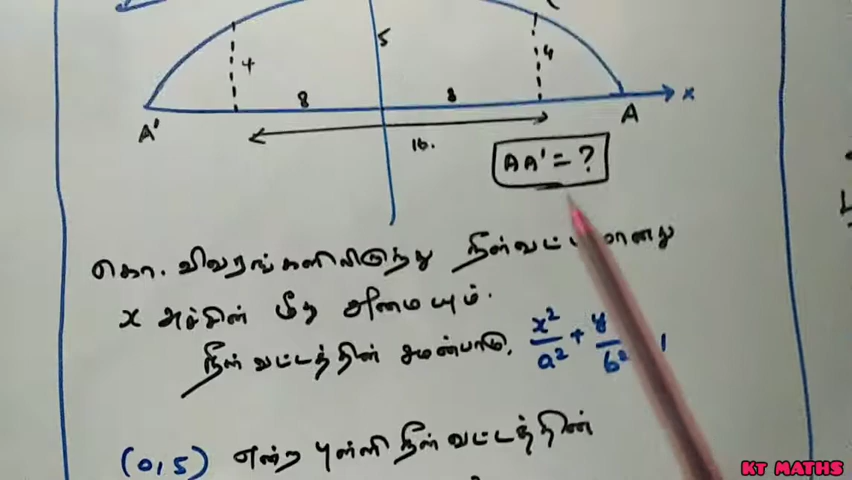 5
4
4
8
8
x
A'
A
16.
AA' = ?
கொ. விவரங்களிலிருந்து நீள்வட்டமானது
x அச்சின் மீது அமையும்.
நீள் வட்டத்தின் சமன்பாடு, x²/a² + y/b² 1
(0,5) என்ற புள்ளி நீள் வட்டத்தின்
KT MATHS